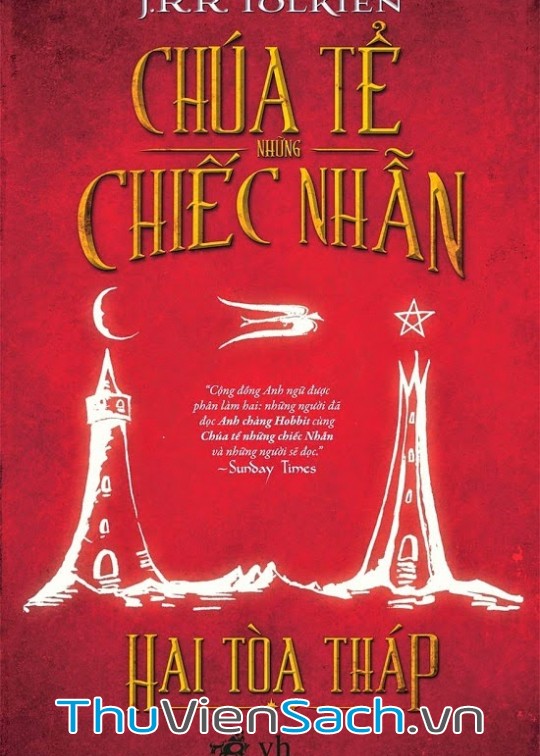 J.R.R. TOLKIEN
CHÚA TỂ
NHỮNG
CHIẾC NHẪN
“Cộng đồng Anh ngữ được
phân làm hai: những người đã
đọc Anh chàng Hobbit cùng
Chúa tể những chiếc Nhẫn
và những người sẽ đọc.”
~Sunday Times
HAI TÒA THÁP
ThuVienSach.vn
vh